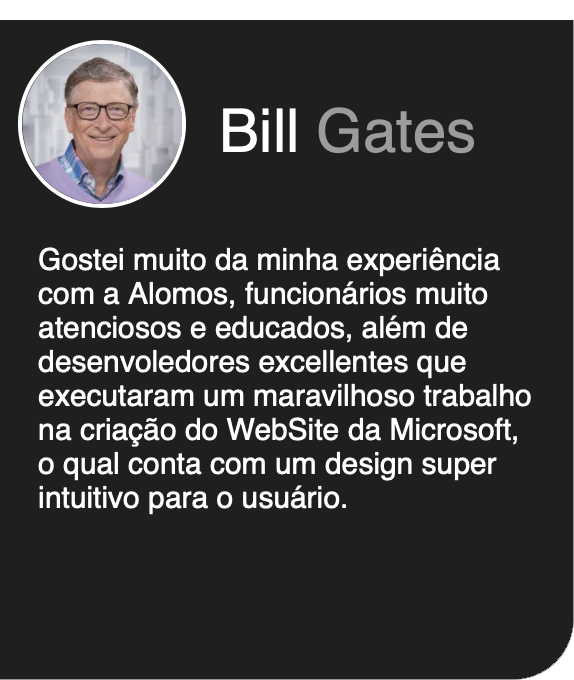 Bill Gates
Gostei muito da minha experiência
com a Alomos, funcionários muito
atenciosos e educados, além de
desenvoledores excellentes que
executaram um maravilhoso trabalho
na criação do WebSite da Microsoft,
o qual conta com um design super
intuitivo para o usuário.